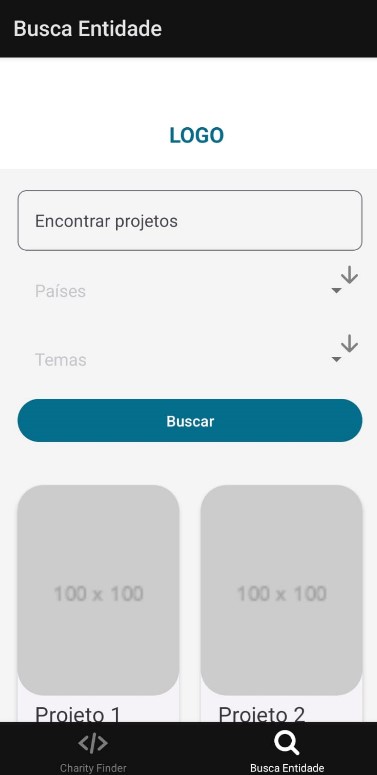 Busca Entidade
LOGO
Encontrar projetos
Países
Temas
Buscar
100 x 100
100 x 100
Projeto 1
Projeto 2
Charity Finder
Busca Entidade